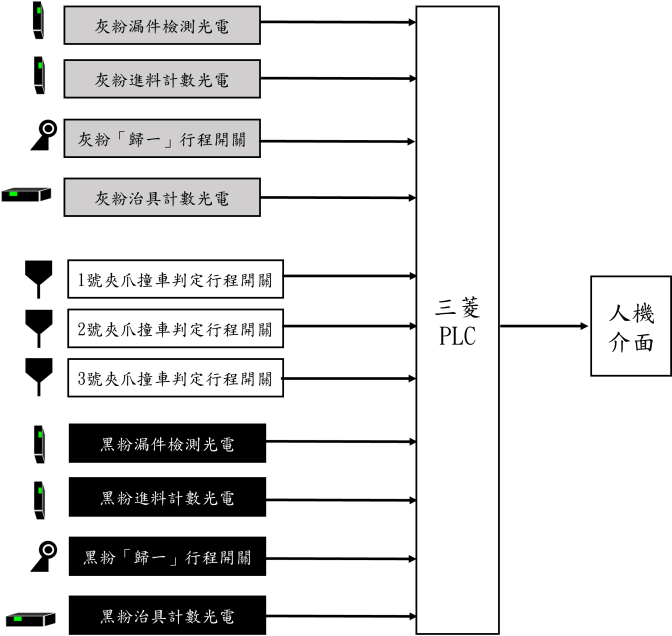 灰粉漏件檢測光電
灰粉進料計數光電
灰粉「歸一」行程開關
灰粉治具計數光電
1號夾爪撞車判定行程開關
2號夾爪撞車判定行程開關
3號夾爪撞車判定行程開關
黑粉漏件檢測光電
黑粉進料計數光電
黑粉「歸一」行程開關
黑粉治具計數光電
三菱
PLC
人機
介面